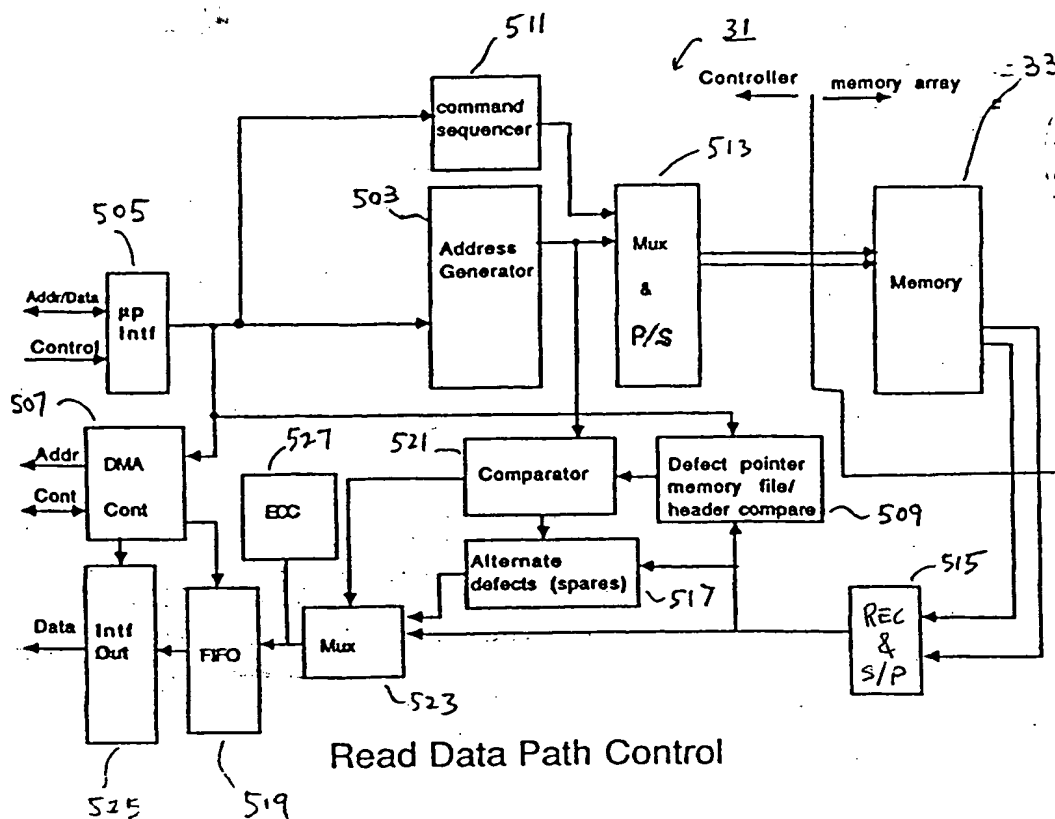 511
31
Controller
memory array
33
command
sequencer
513
503
505
Address
Generator
Mux
&
P/S
Memory
Addr/Data
Control
µp
Intf
507
527
521
Addr
Cont
DMA
Cont
ECC
Comparator
Defect pointer
memory file/
header compare
509
Alternate
defects (spares)
517
515
REC
&
S/P
Data
Intf
Out
FIFO
Mux
523
Read Data Path Control
525
519